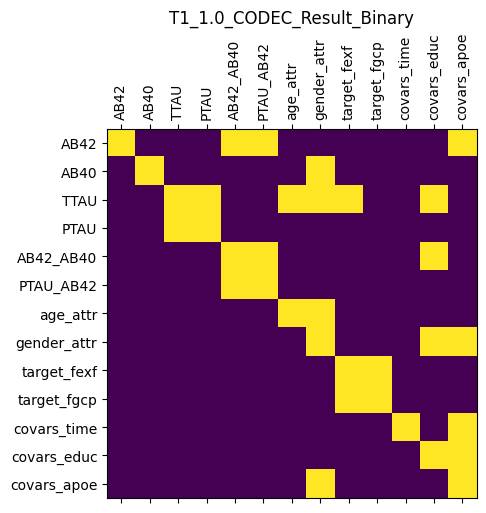 T1_1.0_CODEC_Result_Binary
AB42
AB40
TTAU
PTAU
AB42_AB40
PTAU_AB42
age_attr
gender_attr
target_fexf
target_fgcp
covars_time
covars_educ
covars_apoe
AB42
AB40
TTAU
PTAU
AB42_AB40
PTAU_AB42
age_attr
gender_attr
target_fexf
target_fgcp
covars_time
covars_educ
covars_apoe